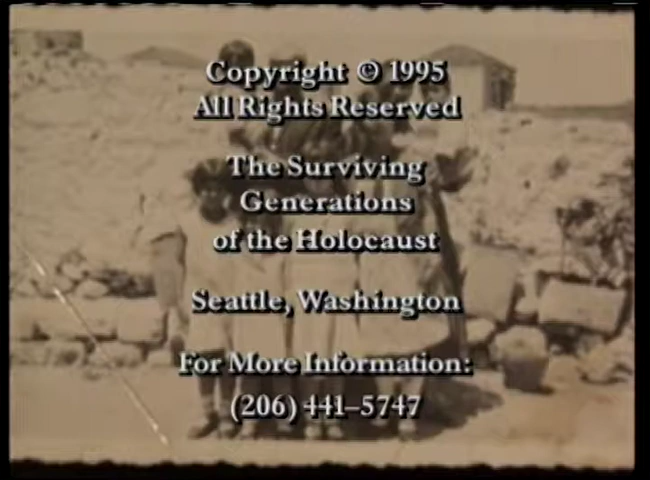 Copyright © 1995
All Rights Reserved
The Surviving
Generations
of the Holocaust
Seattle, Washington
For More Information:
(206) 441–5747